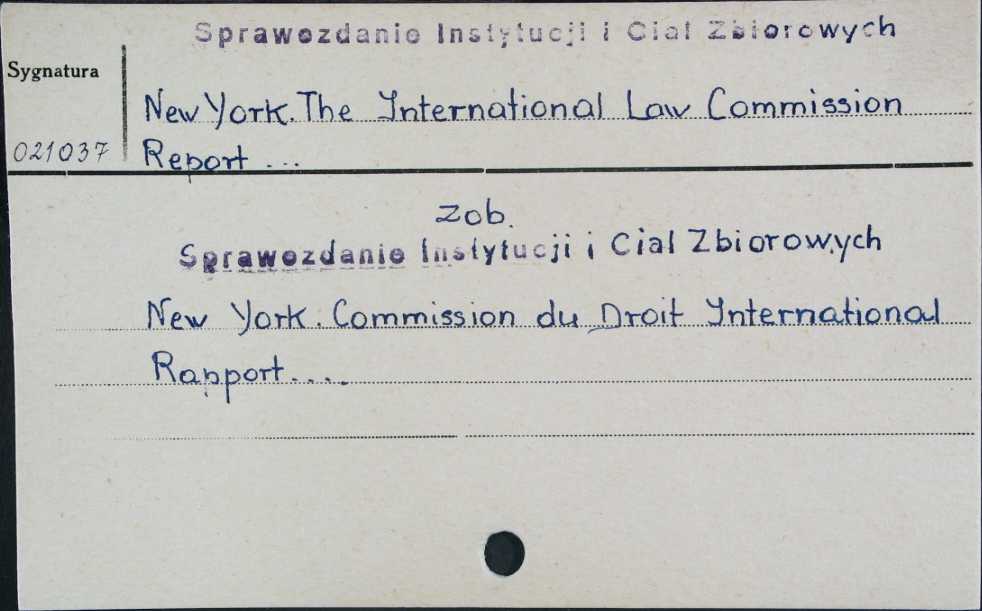 Sprawozdanie Instytucji i Ciał Zbiorowych
Sygnatura
New York. The International Law Commission
021037
Report ...
zob.
Sprawozdanie Instytucji i Ciał Zbiorowych
New York. Commission du Droit International
Rapport....